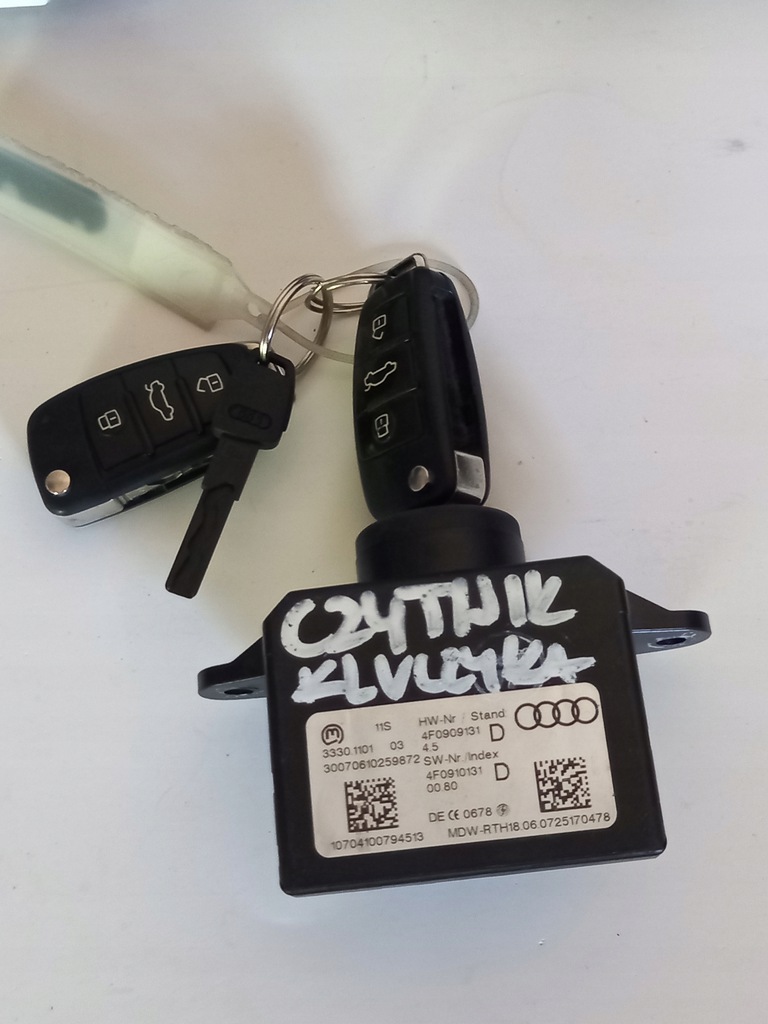 CZYTNIK
KLUCZYKA
11S
3330.1101 03
30070610259872
HW-Nr / Stand
4F0909131 D
4.5
SW-Nr./Index
4F0910131 D
00.80
DE CE 0678
10704100794513
MDW-RTH18.06.0725170478